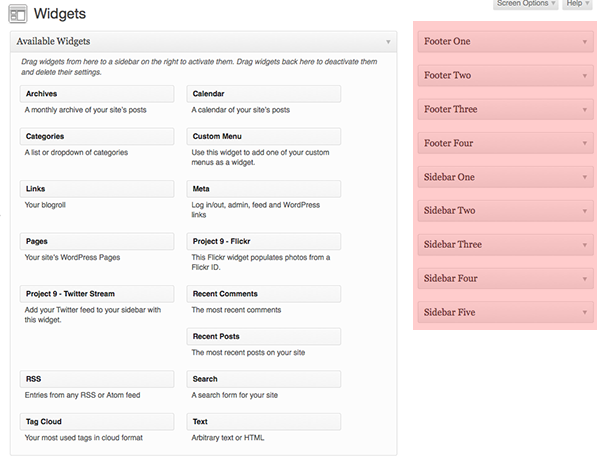 Screen Options
Help
Widgets
Available Widgets
Drag widgets from here to a sidebar on the right to activate them. Drag widgets back here to deactivate them
and delete their settings.
Archives
A monthly archive of your site's posts
Calendar
A calendar of your site's posts
Categories
A list or dropdown of categories
Custom Menu
Use this widget to add one of your custom
menus as a widget.
Links
Your blogroll
Meta
Log in/out, admin, feed and WordPress
links
Pages
Your site's WordPress Pages
Project 9 - Flickr
This Flickr widget populates photos from a
Flickr ID.
Project 9 - Twitter Stream
Add your Twitter feed to your sidebar with
this widget.
Recent Comments
The most recent comments
Recent Posts
The most recent posts on your site
RSS
Entries from any RSS or Atom feed
Search
A search form for your site
Tag Cloud
Your most used tags in cloud format
Text
Arbitrary text or HTML
Footer One
Footer Two
Footer Three
Footer Four
Sidebar One
Sidebar Two
Sidebar Three
Sidebar Four
Sidebar Five